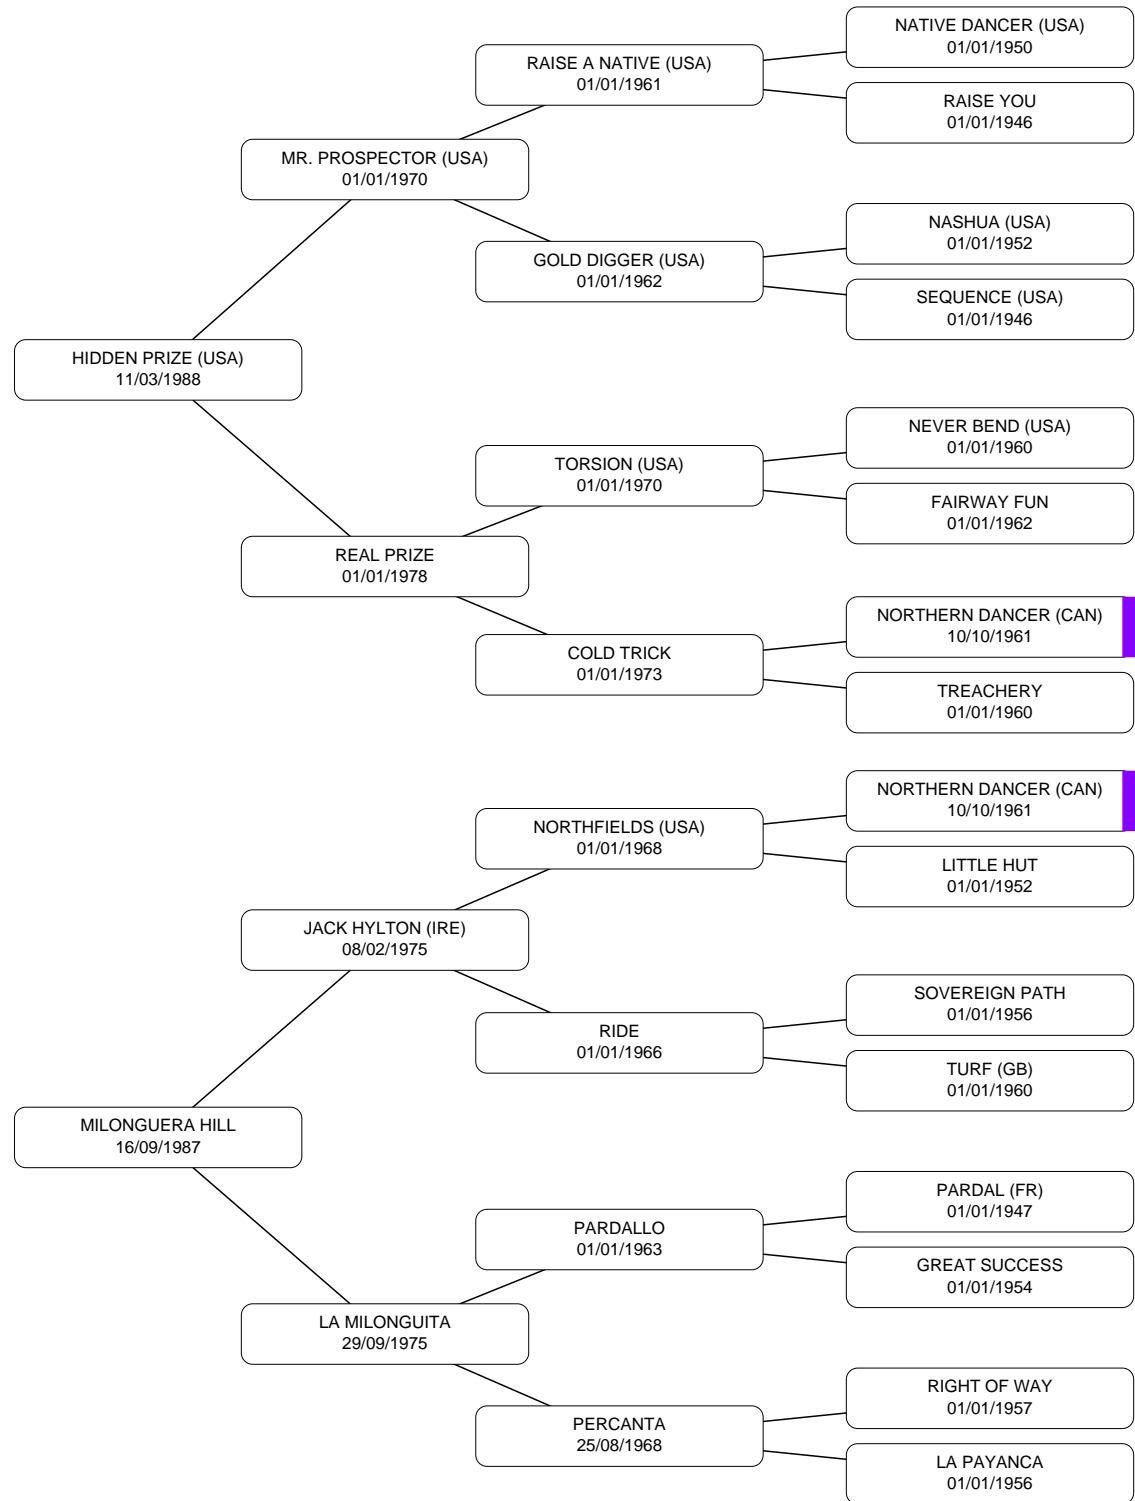 NATIVE DANCER (USA)
01/01/1950
RAISE A NATIVE (USA)
01/01/1961
RAISE YOU
01/01/1946
MR. PROSPECTOR (USA)
01/01/1970
NASHUA (USA)
01/01/1952
GOLD DIGGER (USA)
01/01/1962
SEQUENCE (USA)
01/01/1946
HIDDEN PRIZE (USA)
11/03/1988
NEVER BEND (USA)
01/01/1960
TORSION (USA)
01/01/1970
FAIRWAY FUN
01/01/1962
REAL PRIZE
01/01/1978
NORTHERN DANCER (CAN)
10/10/1961
COLD TRICK
01/01/1973
TREACHERY
01/01/1960
NORTHERN DANCER (CAN)
10/10/1961
NORTHFIELDS (USA)
01/01/1968
LITTLE HUT
01/01/1952
JACK HYLTON (IRE)
08/02/1975
SOVEREIGN PATH
01/01/1956
RIDE
01/01/1966
TURF (GB)
01/01/1960
MILONGUERA HILL
16/09/1987
PARDAL (FR)
01/01/1947
PARDALLO
01/01/1963
GREAT SUCCESS
01/01/1954
LA MILONGUITA
29/09/1975
RIGHT OF WAY
01/01/1957
PERCANTA
25/08/1968
LA PAYANCA
01/01/1956